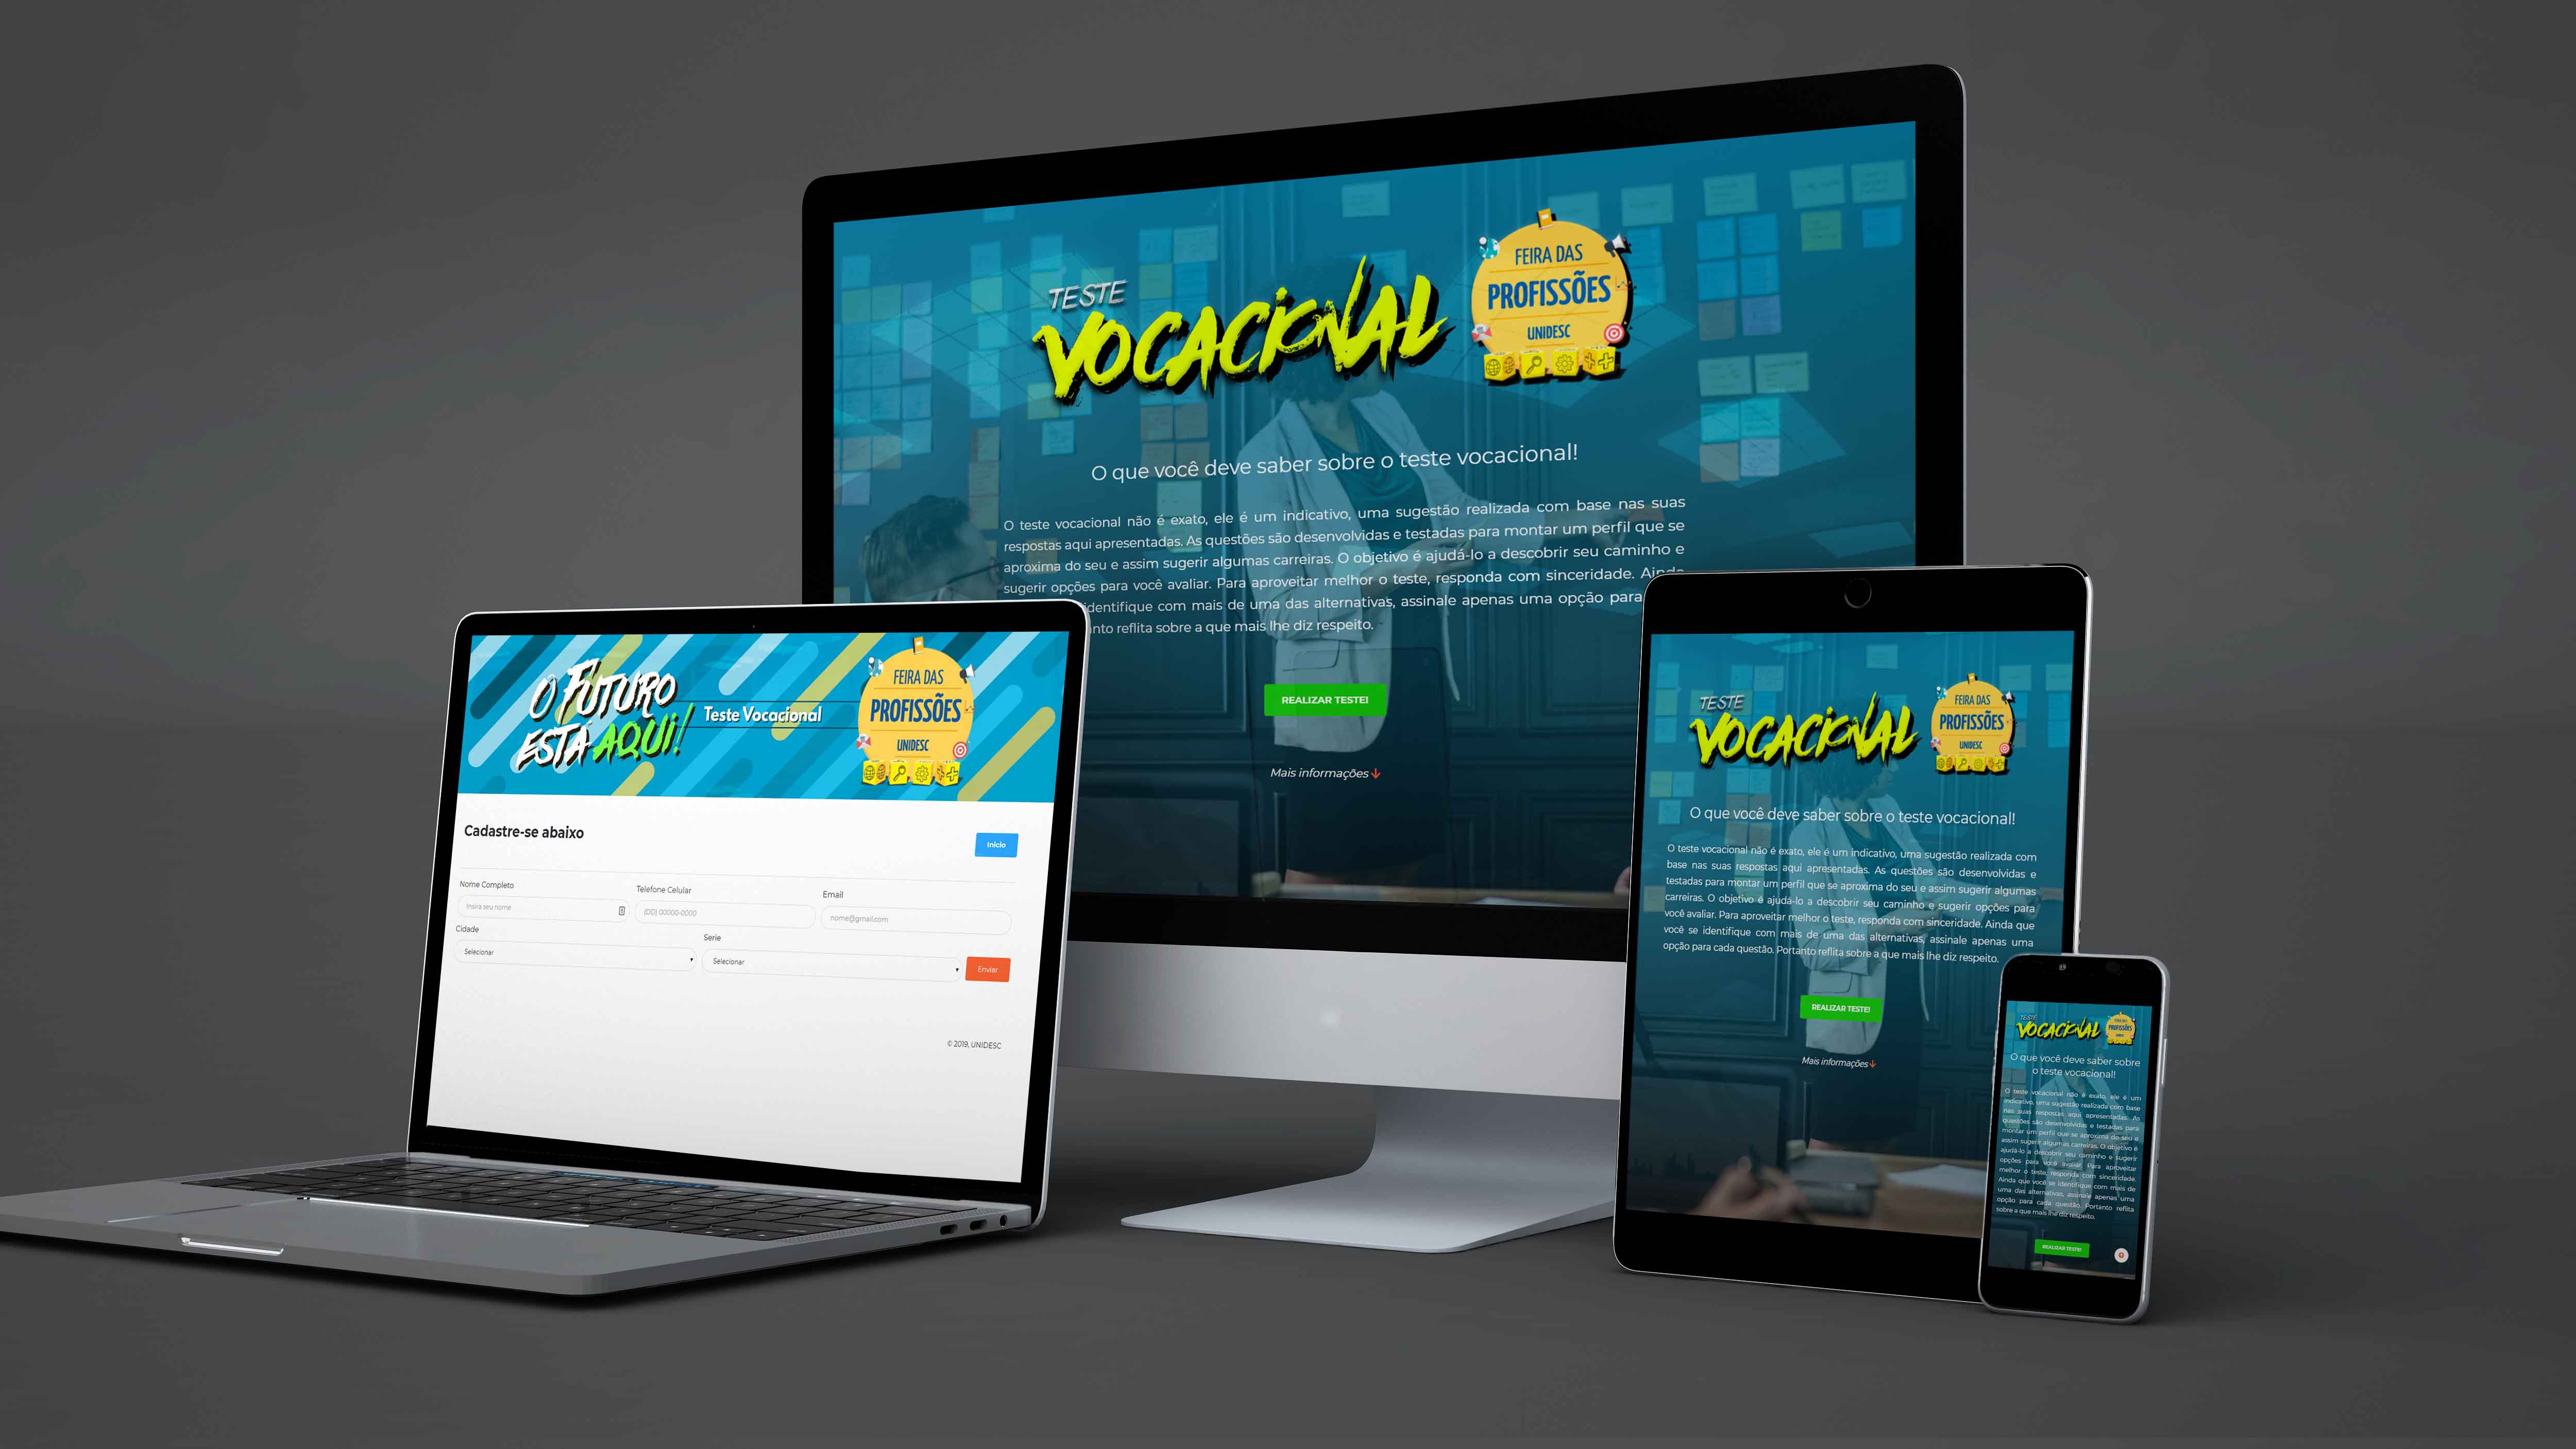 TESTE
VOCACIONAL
FEIRA DAS
PROFISSÕES
UNIDESC
O que você deve saber sobre o teste vocacional!
O teste vocacional não é exato, ele é um indicativo, uma sugestão realizada com base nas suas
respostas aqui apresentadas. As questões são desenvolvidas e testadas para montar um perfil que se
aproxima do seu e assim sugerir algumas carreiras. O objetivo é ajudá-lo a descobrir seu caminho e
sugerir opções para você avaliar. Para aproveitar melhor o teste, responda com sinceridade. Ainda
identifique com mais de uma das alternativas, assinale apenas uma opção para
reflita sobre a que mais lhe diz respeito.
REALIZAR TESTE!
Mais informações
O FUTURO
ESTÁ AQUI!
Teste Vocacional
FEIRA DAS
PROFISSÕES
UNIDESC
Cadastre-se abaixo
Inicio
Nome Completo
Telefone Celular
Email
Insira seu nome
(DD) 00000-0000
nome@gmail.com
Cidade
Serie
Selecionar
Selecionar
Enviar
© 2019, UNIDESC
TESTE
VOCACIONAL
FEIRA DAS
PROFISSÕES
UNIDESC
O que você deve saber sobre o teste vocacional!
O teste vocacional não é exato, ele é um indicativo, uma sugestão realizada com
base nas suas respostas aqui apresentadas. As questões são desenvolvidas e
testadas para montar um perfil que se aproxima do seu e assim sugerir algumas
carreiras. O objetivo é ajudá-lo a descobrir seu caminho e sugerir opções para
você avaliar. Para aproveitar melhor o teste, responda com sinceridade. Ainda que
você se identifique com mais de uma das alternativas, assinale apenas uma
opção para cada questão. Portanto reflita sobre a que mais lhe diz respeito.
REALIZAR TESTE!
Mais informações
TESTE
VOCACIONAL
PROFISSÕES
O que você deve saber sobre
o teste vocacional!
O teste vocacional não é exato, ele é um
indicativo, uma sugestão realizada com base
nas suas respostas aqui apresentadas. As
questões são desenvolvidas e testadas para
montar um perfil que se aproxima do seu e
assim sugerir algumas carreiras. O objetivo é
ajudá-lo a descobrir seu caminho e sugerir
opções para você avaliar. Para aproveitar
melhor o teste, responda com sinceridade.
Ainda que você se identifique com mais de
uma das alternativas, assinale apenas uma
opção para cada questão. Portanto reflita
sobre a que mais lhe diz respeito.
REALIZAR TESTE!